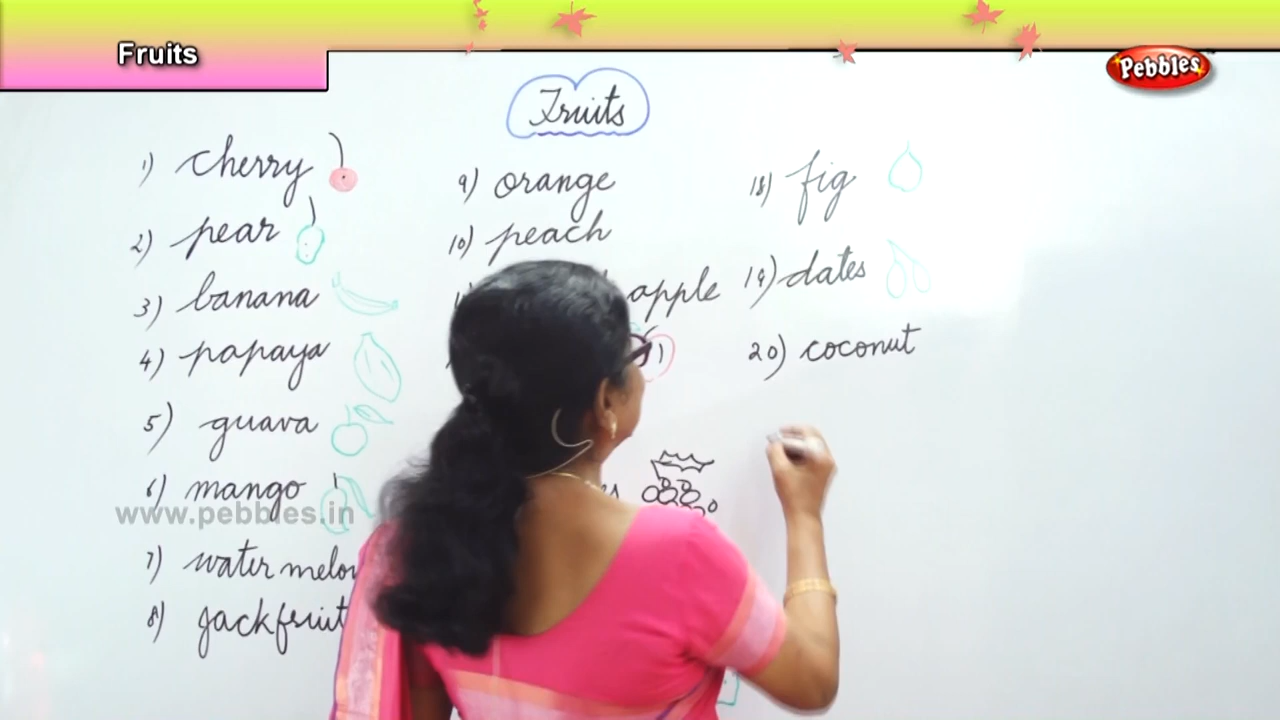 Fruits
Pebbles
Fruits
1) cherry
2) pear
3) banana
4) papaya
5) guava
6) mango
www.pebbles.in
7) water melon
8) jackfruit
9) orange
10) peach
apple
18) fig
19) dates
20) coconut